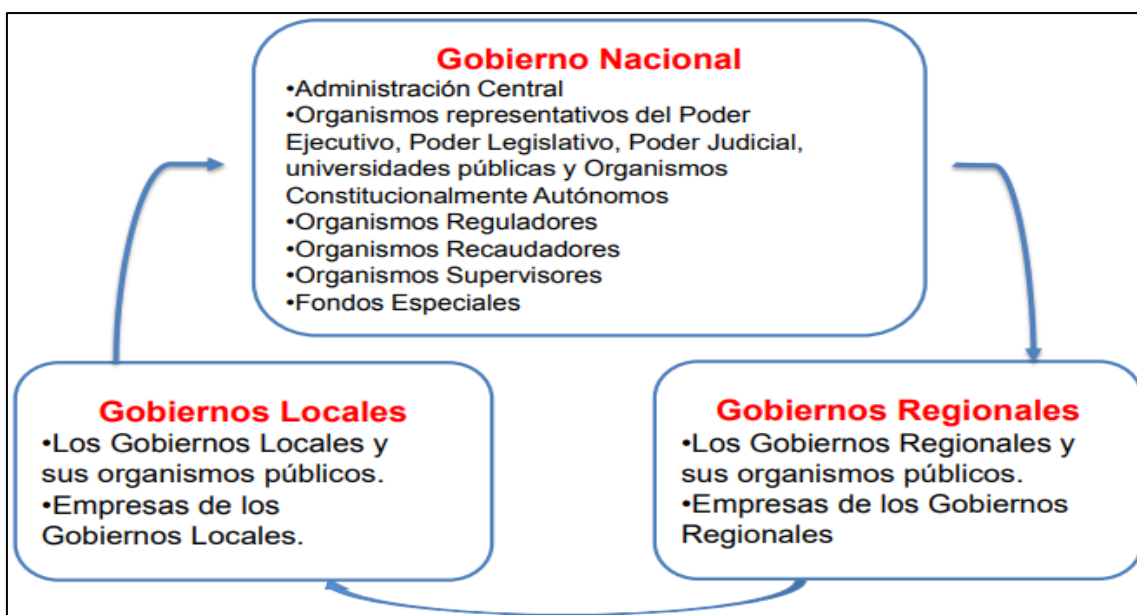 Gobierno Nacional
•Administración Central
•Organismos representativos del Poder
Ejecutivo, Poder Legislativo, Poder Judicial,
universidades públicas y Organismos
Constitucionalmente Autónomos
•Organismos Reguladores
•Organismos Recaudadores
•Organismos Supervisores
•Fondos Especiales
Gobiernos Locales
•Los Gobiernos Locales y
sus organismos públicos.
•Empresas de los
Gobiernos Locales.
Gobiernos Regionales
•Los Gobiernos Regionales y
sus organismos públicos.
•Empresas de los Gobiernos
Regionales